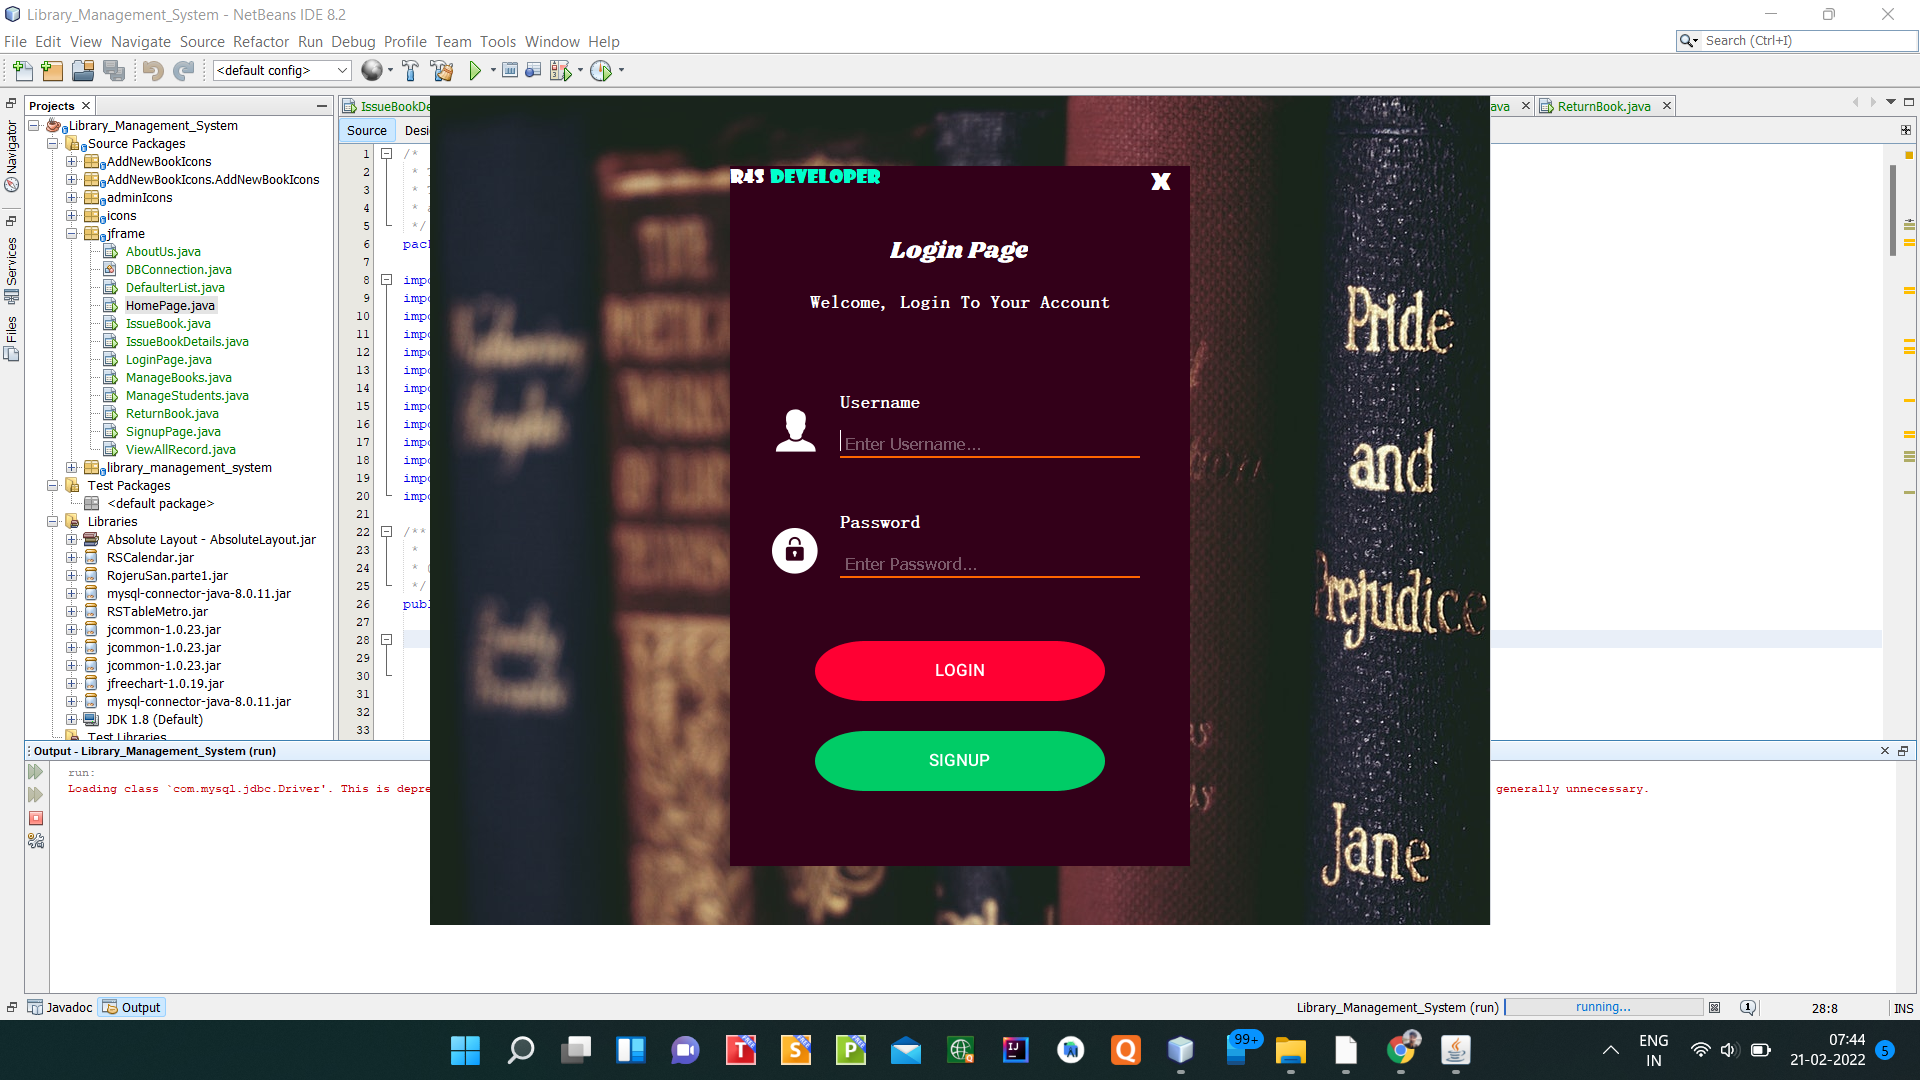 Library_Management_System - NetBeans IDE 8.2
File Edit View Navigate Source Refactor Run Debug Profile Team Tools Window Help
Search (Ctrl+I)
<default config>
Projects
Library_Management_System
Source Packages
AddNewBookIcons
AddNewBookIcons.AddNewBookIcons
adminIcons
icons
jframe
AboutUs.java
DBConnection.java
DefaulterList.java
HomePage.java
IssueBook.java
IssueBookDetails.java
LoginPage.java
ManageBooks.java
ManageStudents.java
ReturnBook.java
SignupPage.java
ViewAllRecord.java
library_management_system
Test Packages
<default package>
Libraries
Absolute Layout - AbsoluteLayout.jar
RSCalendar.jar
RojeruSan.parte1.jar
mysql-connector-java-8.0.11.jar
RSTableMetro.jar
jcommon-1.0.23.jar
jcommon-1.0.23.jar
jcommon-1.0.23.jar
jfreechart-1.0.19.jar
mysql-connector-java-8.0.11.jar
JDK 1.8 (Default)
Test Libraries
Navigator
Services
Files
IssueBookDe
ava
ReturnBook.java
Source Desi
1 /*
2 * T
3 * T
4 * a
5 */
6 pack
7
8 impo
9 impo
10 impo
11 impo
12 impo
13 impo
14 impo
15 impo
16 impo
17 impo
18 impo
19 impo
20 impo
21
22 /**
23 *
24 *
25 */
26 publ
27
28
29
30
31
32
33
R4S DEVELOPER
X
Login Page
Welcome, Login To Your Account
Username
Enter Username...
Password
Enter Password...
LOGIN
SIGNUP
Pride
and
Prejudice
Jane
Output - Library_Management_System (run)
run:
Loading class `com.mysql.jdbc.Driver'. This is depre
generally unnecessary.
Javadoc Output
Library_Management_System (run) running... 1 28:8 INS
99+
ENG
IN
07:44
21-02-2022
5